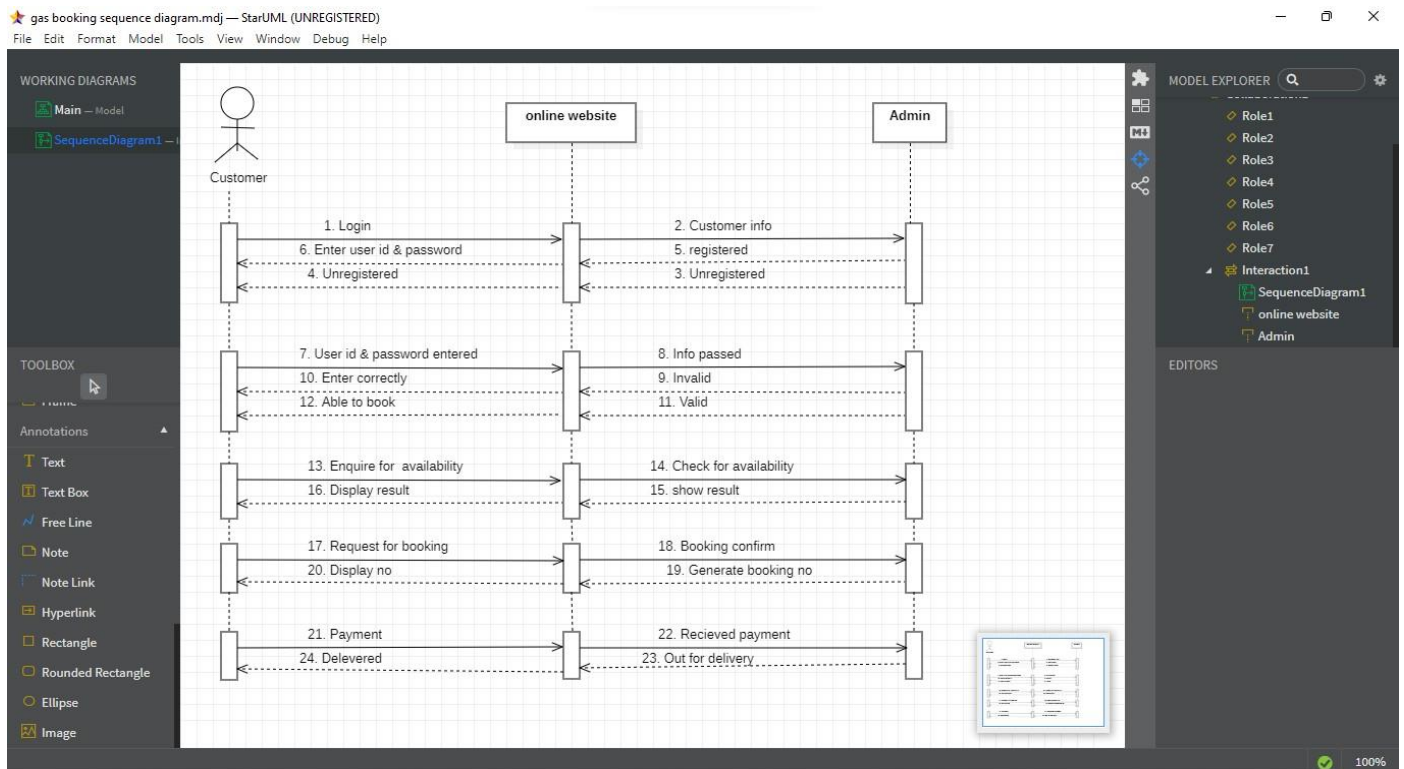 gas booking sequence diagram.mdj — StarUML (UNREGISTERED)
File Edit Format Model Tools View Window Debug Help
WORKING DIAGRAMS
Main — Model
SequenceDiagram1 —
TOOLBOX
Annotations
Text
Text Box
Free Line
Note
Note Link
Hyperlink
Rectangle
Rounded Rectangle
Ellipse
Image
Customer
online website
Admin
1. Login
2. Customer info
6. Enter user id & password
5. registered
4. Unregistered
3. Unregistered
7. User id & password entered
8. Info passed
10. Enter correctly
9. Invalid
12. Able to book
11. Valid
13. Enquire for availability
14. Check for availability
16. Display result
15. show result
17. Request for booking
18. Booking confirm
20. Display no
19. Generate booking no
21. Payment
22. Recieved payment
24. Delevered
23. Out for delivery
M
MODEL EXPLORER
Role1
Role2
Role3
Role4
Role5
Role6
Role7
Interaction1
SequenceDiagram1
online website
Admin
EDITORS
100%